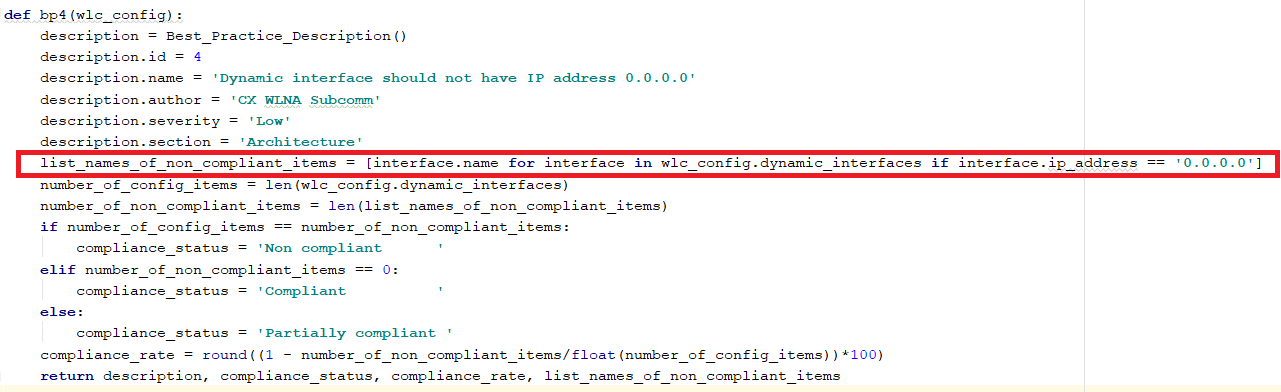 def bp4(wlc_config):
    description = Best_Practice_Description()
    description.id = 4
    description.name = 'Dynamic interface should not have IP address 0.0.0.0'
    description.author = 'CX WLNA Subcomm'
    description.severity = 'Low'
    description.section = 'Architecture'
    list_names_of_non_compliant_items = [interface.name for interface in wlc_config.dynamic_interfaces if interface.ip_address == '0.0.0.0']
    number_of_config_items = len(wlc_config.dynamic_interfaces)
    number_of_non_compliant_items = len(list_names_of_non_compliant_items)
    if number_of_config_items == number_of_non_compliant_items:
        compliance_status = 'Non compliant      '
    elif number_of_non_compliant_items == 0:
        compliance_status = 'Compliant          '
    else:
        compliance_status = 'Partially compliant '
    compliance_rate = round((1 - number_of_non_compliant_items/float(number_of_config_items))*100)
    return description, compliance_status, compliance_rate, list_names_of_non_compliant_items